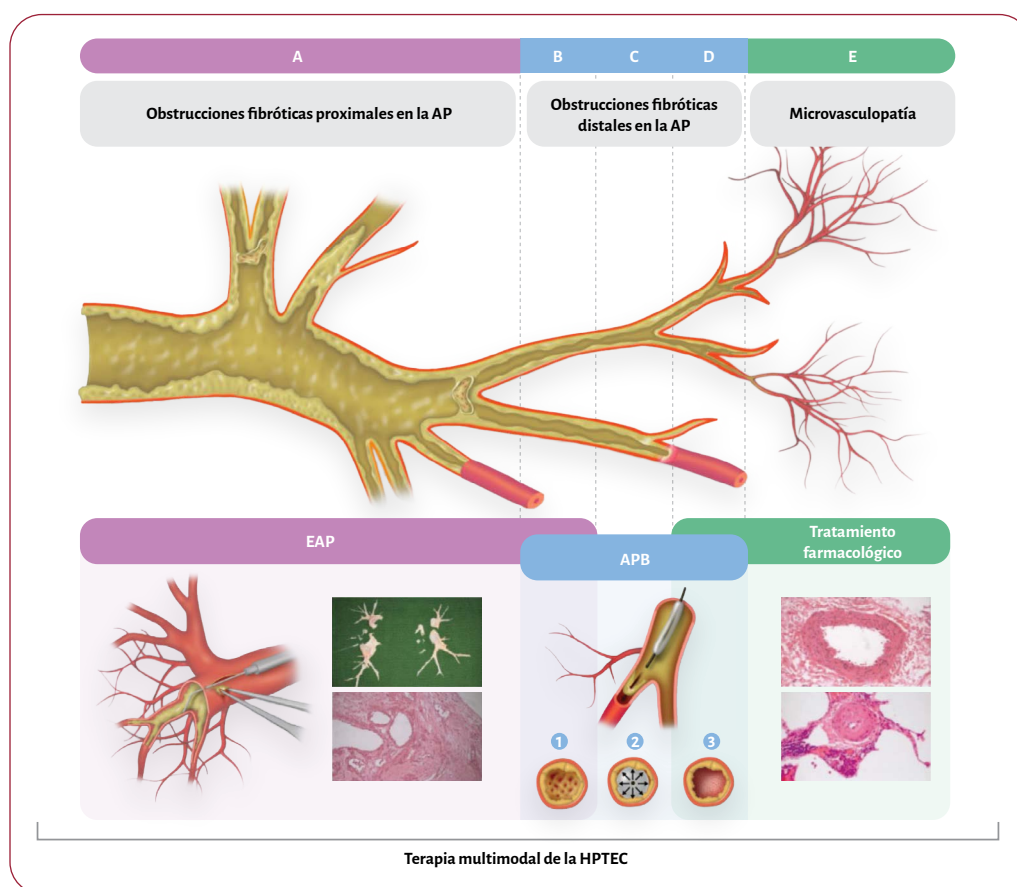 A
B
C
D
E
Obstrucciones fibróticas proximales en la AP
Obstrucciones fibróticas
distales en la AP
Microvasculopatía
EAP
APB
Tratamiento
farmacológico
1
2
3
Terapia multimodal de la HPTEC